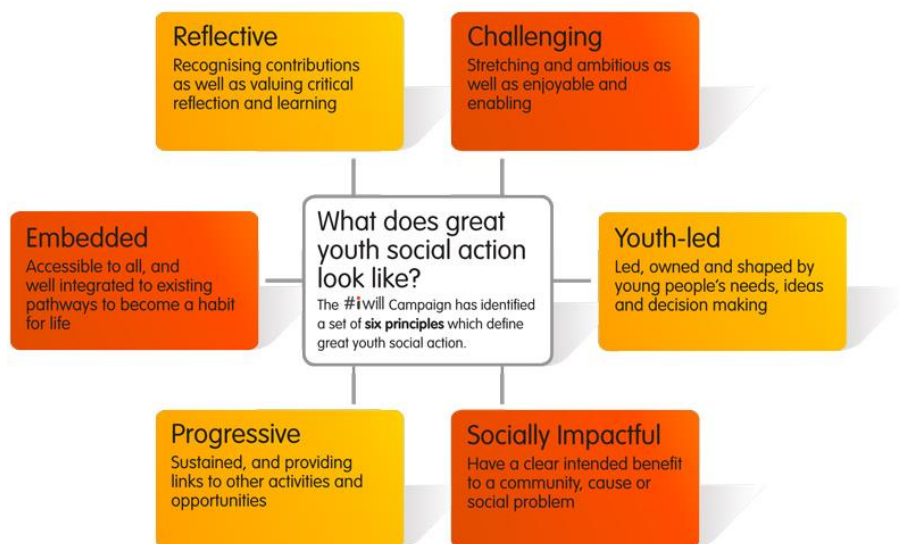 Reflective
Recognising contributions
as well as valuing critical
reflection and learning
Challenging
Stretching and ambitious as
well as enjoyable and
enabling
Embedded
Accessible to all, and
well integrated to existing
pathways to become a habit
for life
What does great
youth social action
look like?
The #iwill Campaign has identified
a set of six principles which define
great youth social action.
Youth-led
Led, owned and shaped by
young people's needs, ideas
and decision making
Progressive
Sustained, and providing
links to other activities and
opportunities
Socially Impactful
Have a clear intended benefit
to a community, cause or
social problem